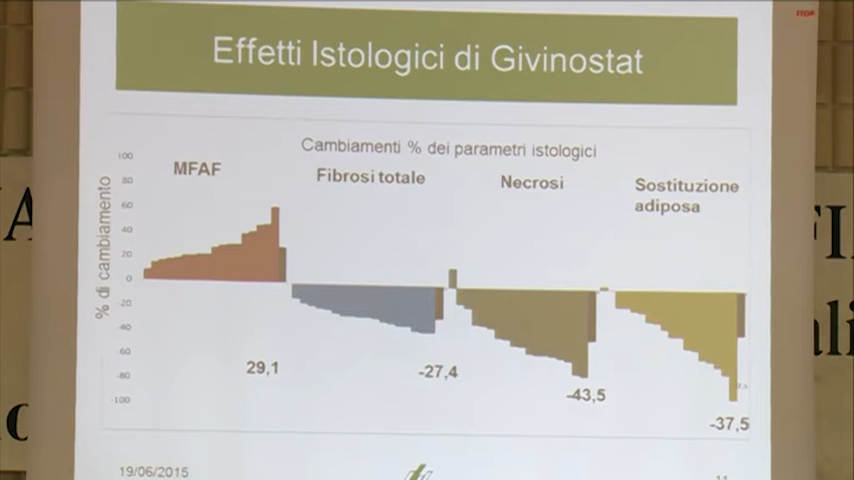 STOP
Effetti Istologici di Givinostat
Cambiamenti % dei parametri istologici
MFAF
Fibrosi totale
Necrosi
Sostituzione
adiposa
% di cambiamento
100
80
60
40
20
0
-20
-40
-60
-80
-100
29,1
-27,4
-43,5
-37,5
19/06/2015
11